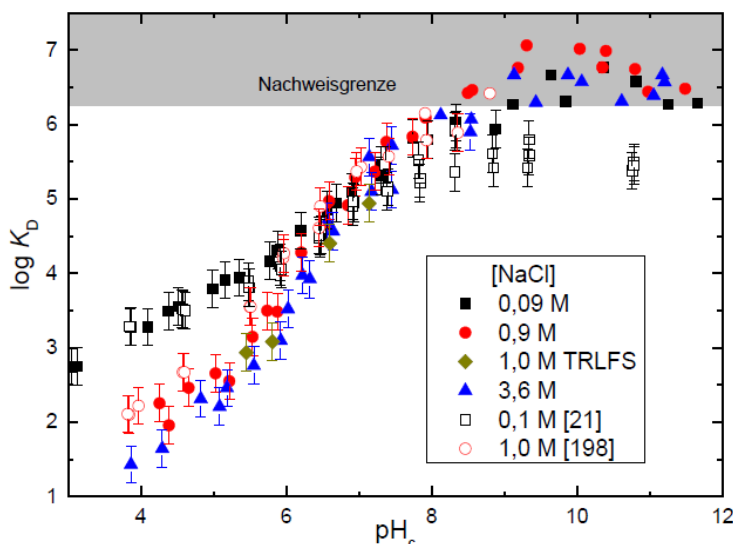 7
6
5
4
3
2
1
log K_D
Nachweisgrenze
[NaCl]
0,09 M
0,9 M
1,0 M TRLFS
3,6 M
0,1 M [21]
1,0 M [198]
4 6 8 10 12
pH_c